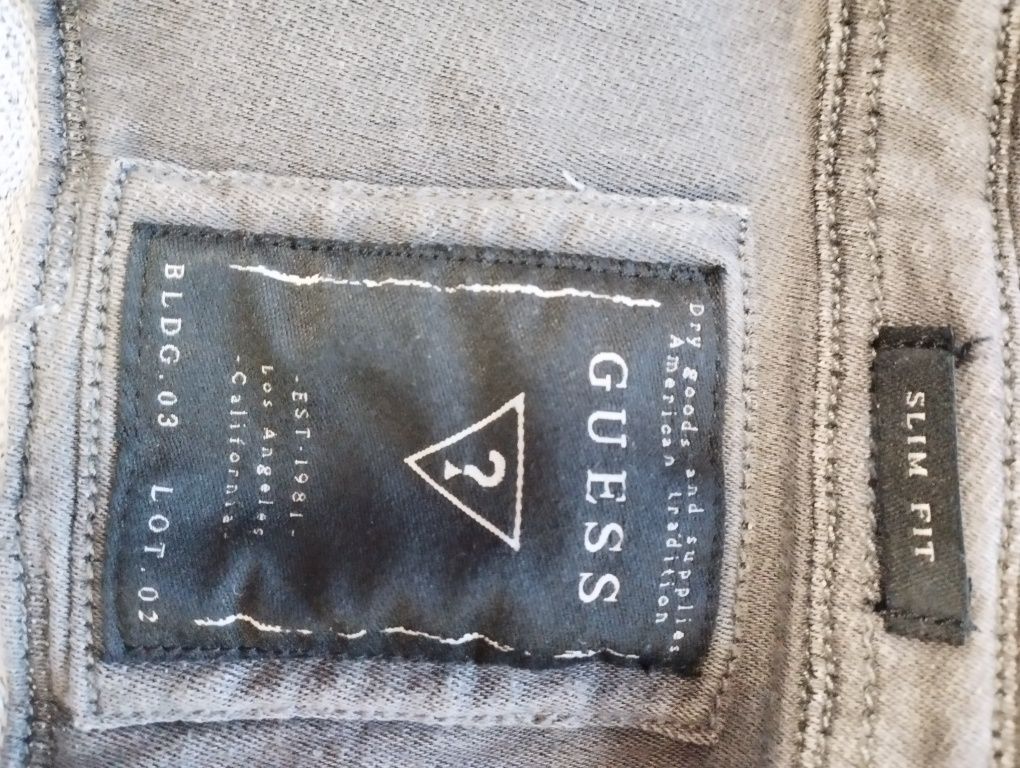 SLIM FIT
Dry goods and supplies
American tradition
GUESS
?
-EST.1981-
Los Angeles
-California-
BLDG.03 LOT.02